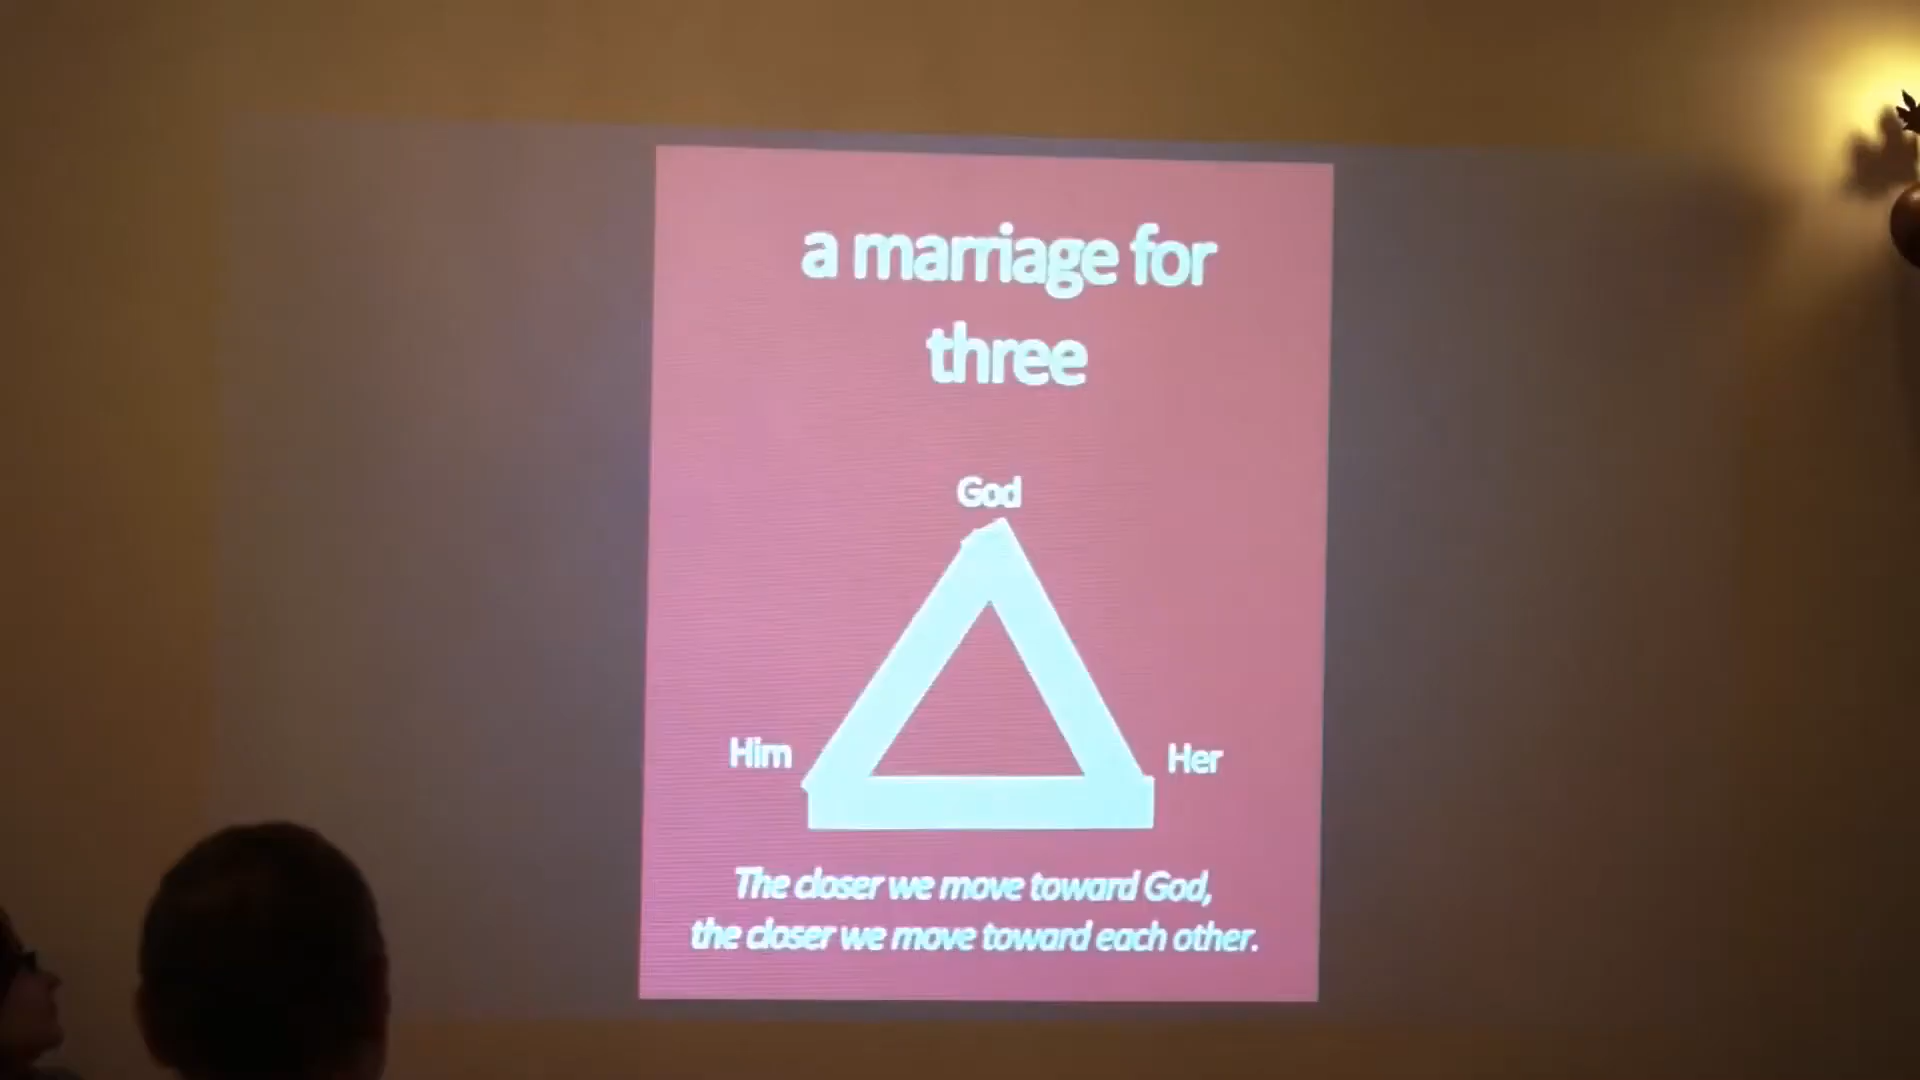 a marriage for
three
God
Him
Her
The closer we move toward God,
the closer we move toward each other.